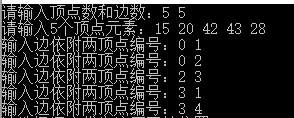 请输入顶点数和边数：5 5
请输入5个顶点元素：15 20 42 43 28
输入边依附两顶点编号：0 1
输入边依附两顶点编号：0 2
输入边依附两顶点编号：2 3
输入边依附两顶点编号：3 1
输入边依附两顶点编号：3 4